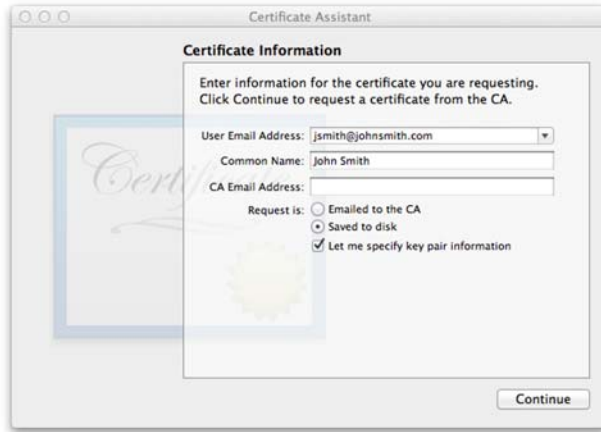 Certificate Assistant
Certificate Information
Enter information for the certificate you are requesting.
Click Continue to request a certificate from the CA.
User Email Address: jsmith@johnsmith.com
Common Name: John Smith
CA Email Address:
Request is: Emailed to the CA
Saved to disk
Let me specify key pair information
Certificate
Continue